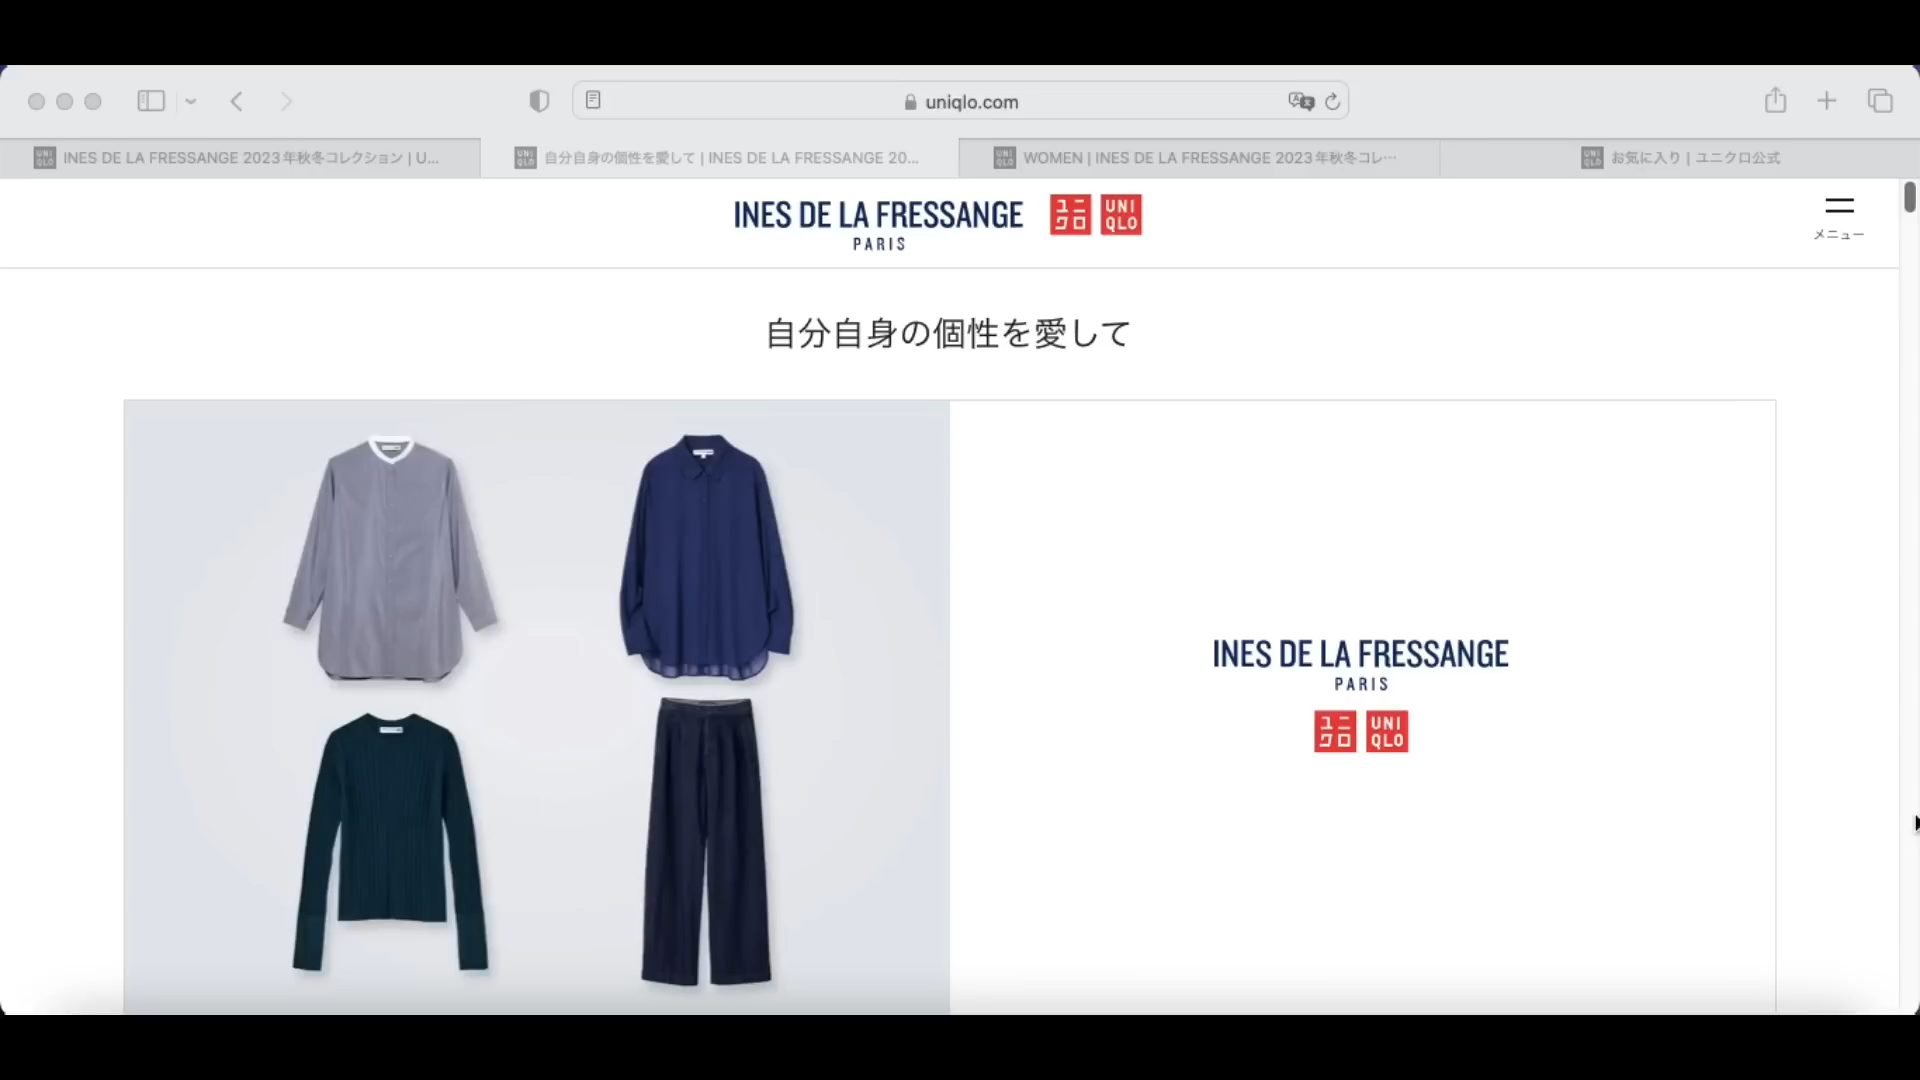 uniqlo.com
INES DE LA FRESSANGE 2023年秋冬コレクション | U...
自分自身の個性を愛して | INES DE LA FRESSANGE 20...
WOMEN | INES DE LA FRESSANGE 2023年秋冬コレ…
お気に入り | ユニクロ公式
INES DE LA FRESSANGE
PARIS
ユニクロ
UNIQLO
メニュー
自分自身の個性を愛して
INES DE LA FRESSANGE
PARIS
ユニクロ
UNIQLO